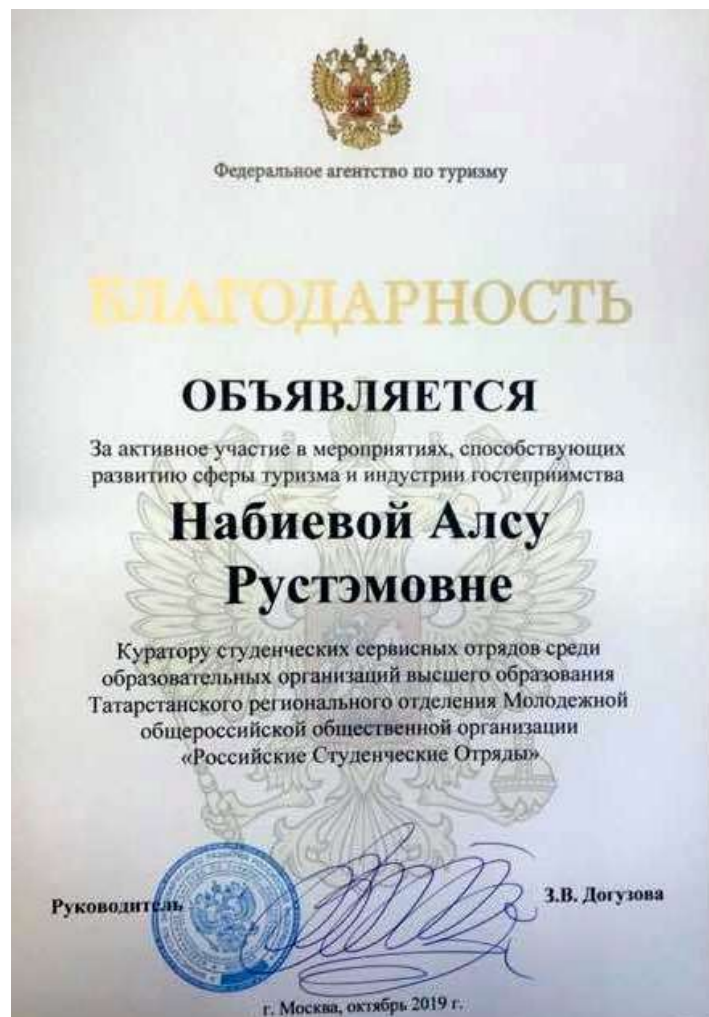 Федеральное агентство по туризму
БЛАГОДАРНОСТЬ
ОБЪЯВЛЯЕТСЯ
За активное участие в мероприятиях, способствующих
развитию сферы туризма и индустрии гостеприимства
Набиевой Алсу
Рустэмовне
Куратору студенческих сервисных отрядов среди
образовательных организаций высшего образования
Татарстанского регионального отделения Молодежной
общероссийской общественной организации
«Российские Студенческие Отряды»
Руководитель
З.В. Догузова
г. Москва, октябрь 2019 г.